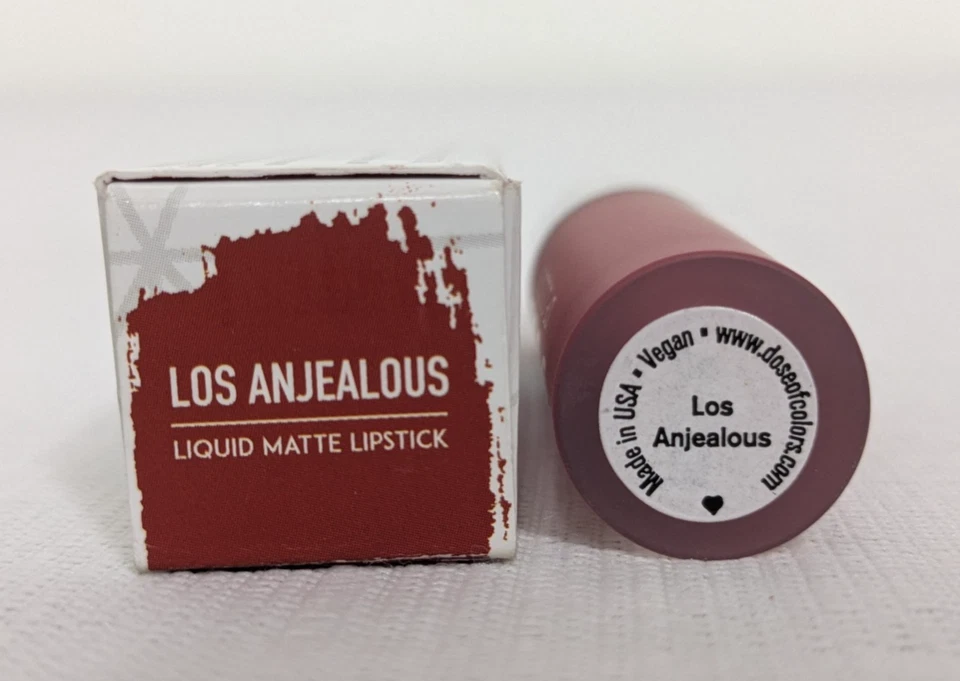 LOS ANJEALOUS
LIQUID MATTE LIPSTICK
Made in USA ▪ Vegan ▪ www.doseofcolors.com
Los
Anjealous